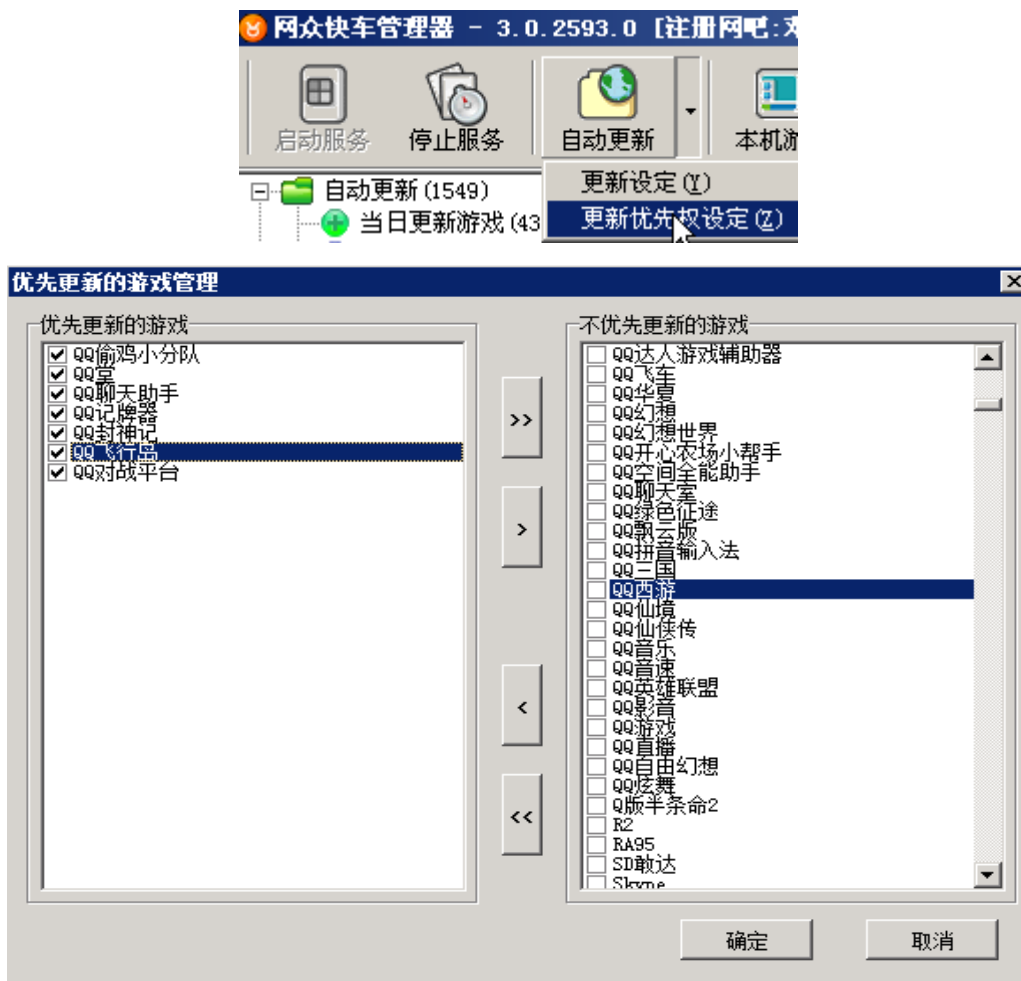 网众快车管理器 - 3.0.2593.0 [注册网吧:
启动服务
停止服务
自动更新
本机游
自动更新(1549)
当日更新游戏(43
更新设定(Y)
更新优先权设定(Z)
优先更新的游戏管理
优先更新的游戏
QQ偷鸡小分队
QQ堂
QQ聊天助手
QQ记牌器
QQ封神记
QQ飞行岛
QQ对战平台
>>
>
<
<<
不优先更新的游戏
QQ达人游戏辅助器
QQ飞车
QQ华夏
QQ幻想
QQ幻想世界
QQ开心农场小帮手
QQ空间全能助手
QQ聊天室
QQ绿色征途
QQ飘云版
QQ拼音输入法
QQ三国
QQ西游
QQ仙境
QQ仙侠传
QQ音乐
QQ音速
QQ英雄联盟
QQ影音
QQ游戏
QQ直播
QQ自由幻想
QQ炫舞
Q版半条命2
R2
RA95
SD敢达
Skype
确定
取消